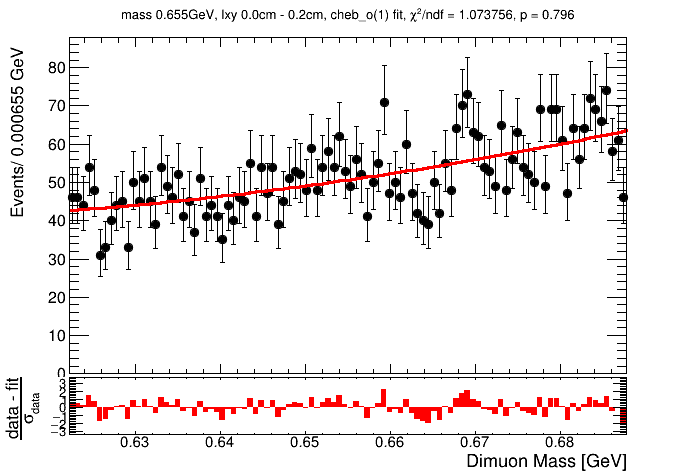 mass 0.655GeV, lxy 0.0cm - 0.2cm, cheb_o(1) fit, χ²/ndf = 1.073756, p = 0.796
Events/ 0.000655 GeV
80
70
60
50
40
30
20
10
0
data - fit
σdata
3
2
1
0
−1
−2
−3
0.63 0.64 0.65 0.66 0.67 0.68
Dimuon Mass [GeV]